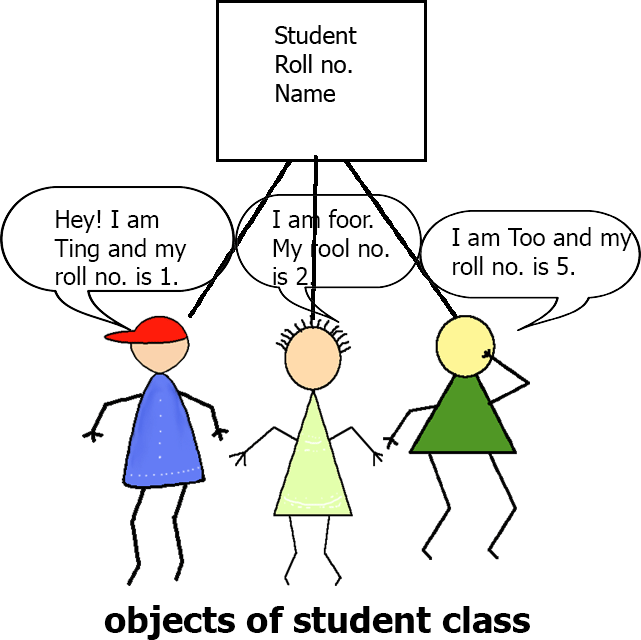 Student
Roll no.
Name
Hey! I am
Ting and my
roll no. is 1.
I am foor.
My rool no.
is 2.
I am Too and my
roll no. is 5.
objects of student class